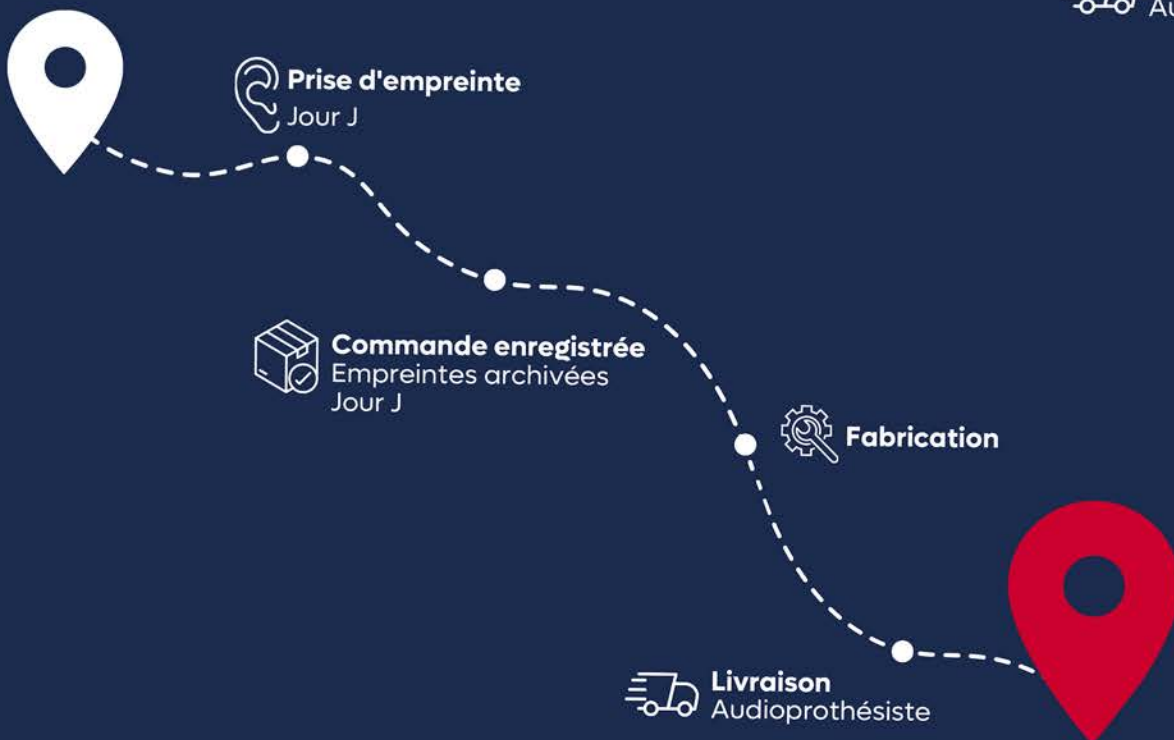 Prise d'empreinte
Jour J
Commande enregistrée
Empreintes archivées
Jour J
Fabrication
Livraison
Audioprothésiste